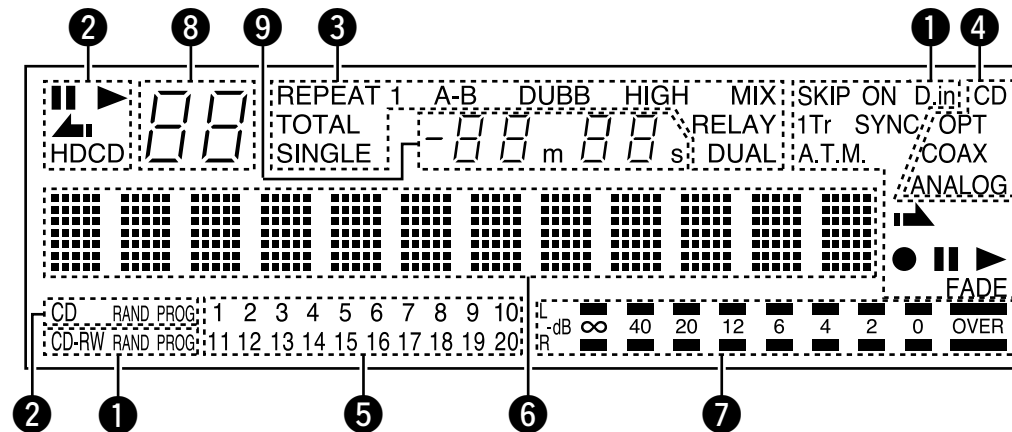 2 8 9 3 1 4
REPEAT 1 A-B DUBB HIGH MIX SKIP ON D.in CD
88 TOTAL RELAY 1Tr SYNC OPT
HDCD SINGLE -88 m 88 s DUAL A.T.M. COAX
ANALOG
FADE
CD RAND PROG 1 2 3 4 5 6 7 8 9 10 L
-dB ∞ 40 20 12 6 4 2 0 OVER
CD-RW RAND PROG 11 12 13 14 15 16 17 18 19 20 R
2 1 5 6 7